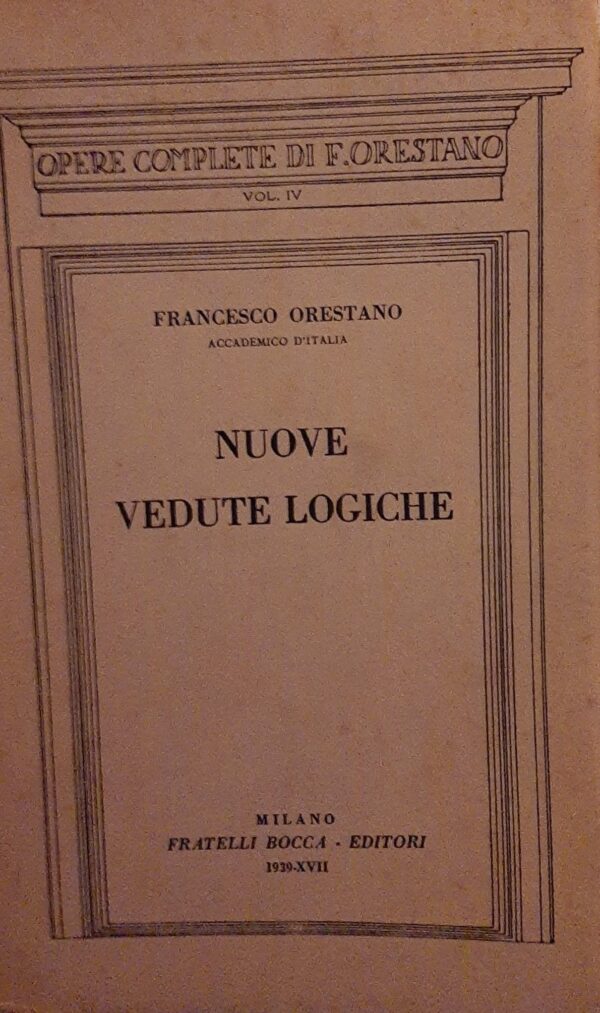 OPERE COMPLETE DI F. ORESTANO
VOL. IV
FRANCESCO ORESTANO
ACCADEMICO D'ITALIA
NUOVE
VEDUTE LOGICHE
MILANO
FRATELLI BOCCA - EDITORI
1939-XVII